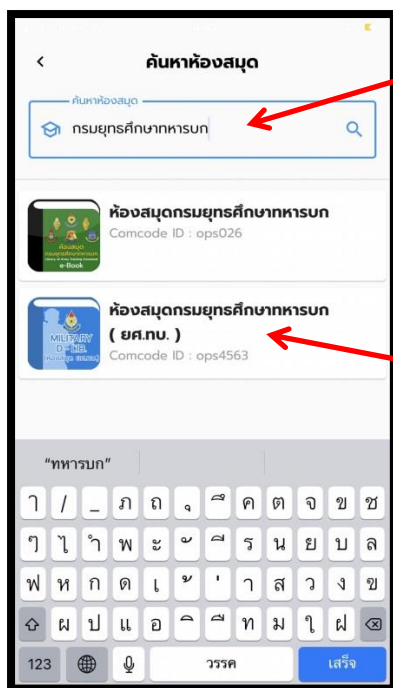 ค้นหาห้องสมุด
ค้นหาห้องสมุด
กรมยุทธศึกษาทหารบก
ห้องสมุดกรมยุทธศึกษาทหารบก
Comcode ID : ops026
e-Book
ห้องสมุดกรมยุทธศึกษาทหารบก
( ยศ.ทบ. )
Comcode ID : ops4563
MILITARY
D - LIB.
"ทหารบก"
ๅ / _ ภ ถ ุ ึ ค ต จ ข ช
ๆ ไ ำ พ ะ ั ี ร น ย บ ล
ฟ ห ก ด เ ้ ่ า ส ว ง ฃ
ผ ป แ อ ิ ื ท ม ใ ฝ
123 วรรค เสร็จ